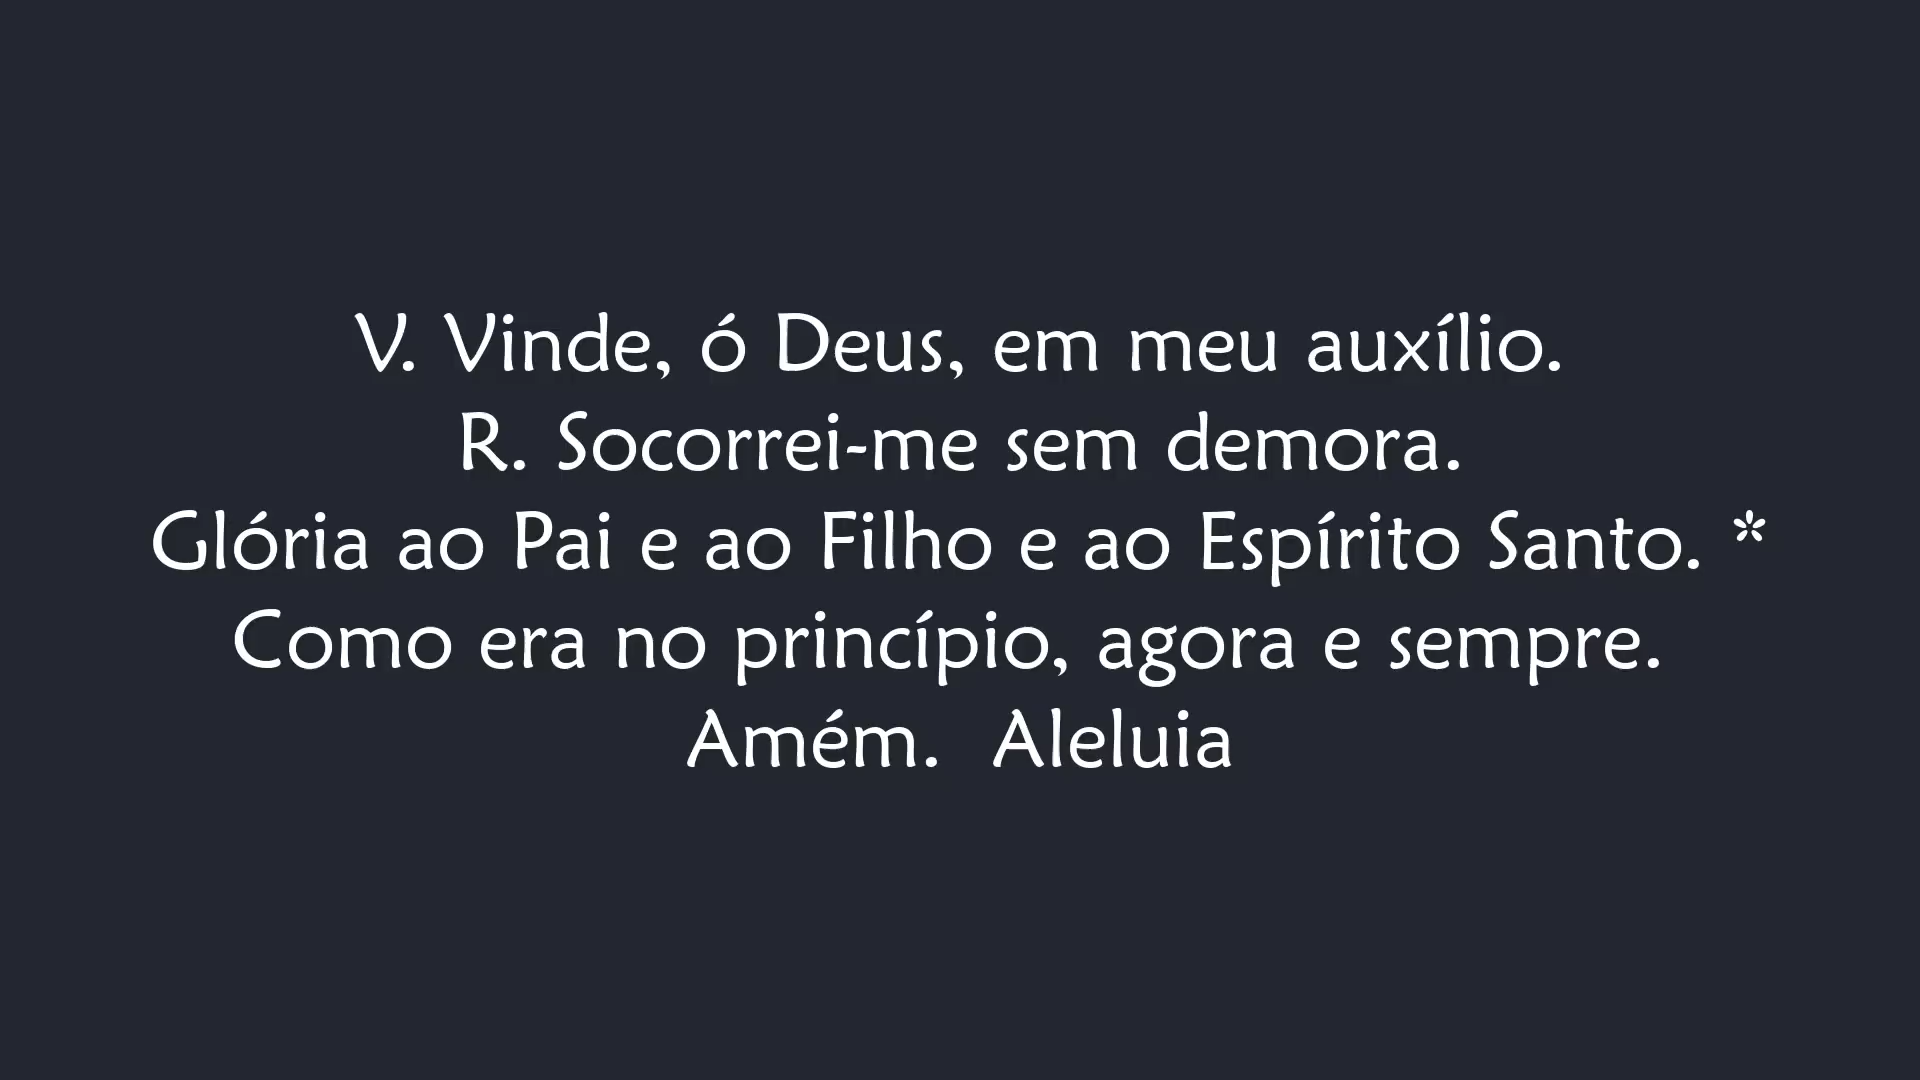 V. Vinde, ó Deus, em meu auxílio.
R. Socorrei-me sem demora.
Glória ao Pai e ao Filho e ao Espírito Santo. *
Como era no princípio, agora e sempre.
Amém.  Aleluia